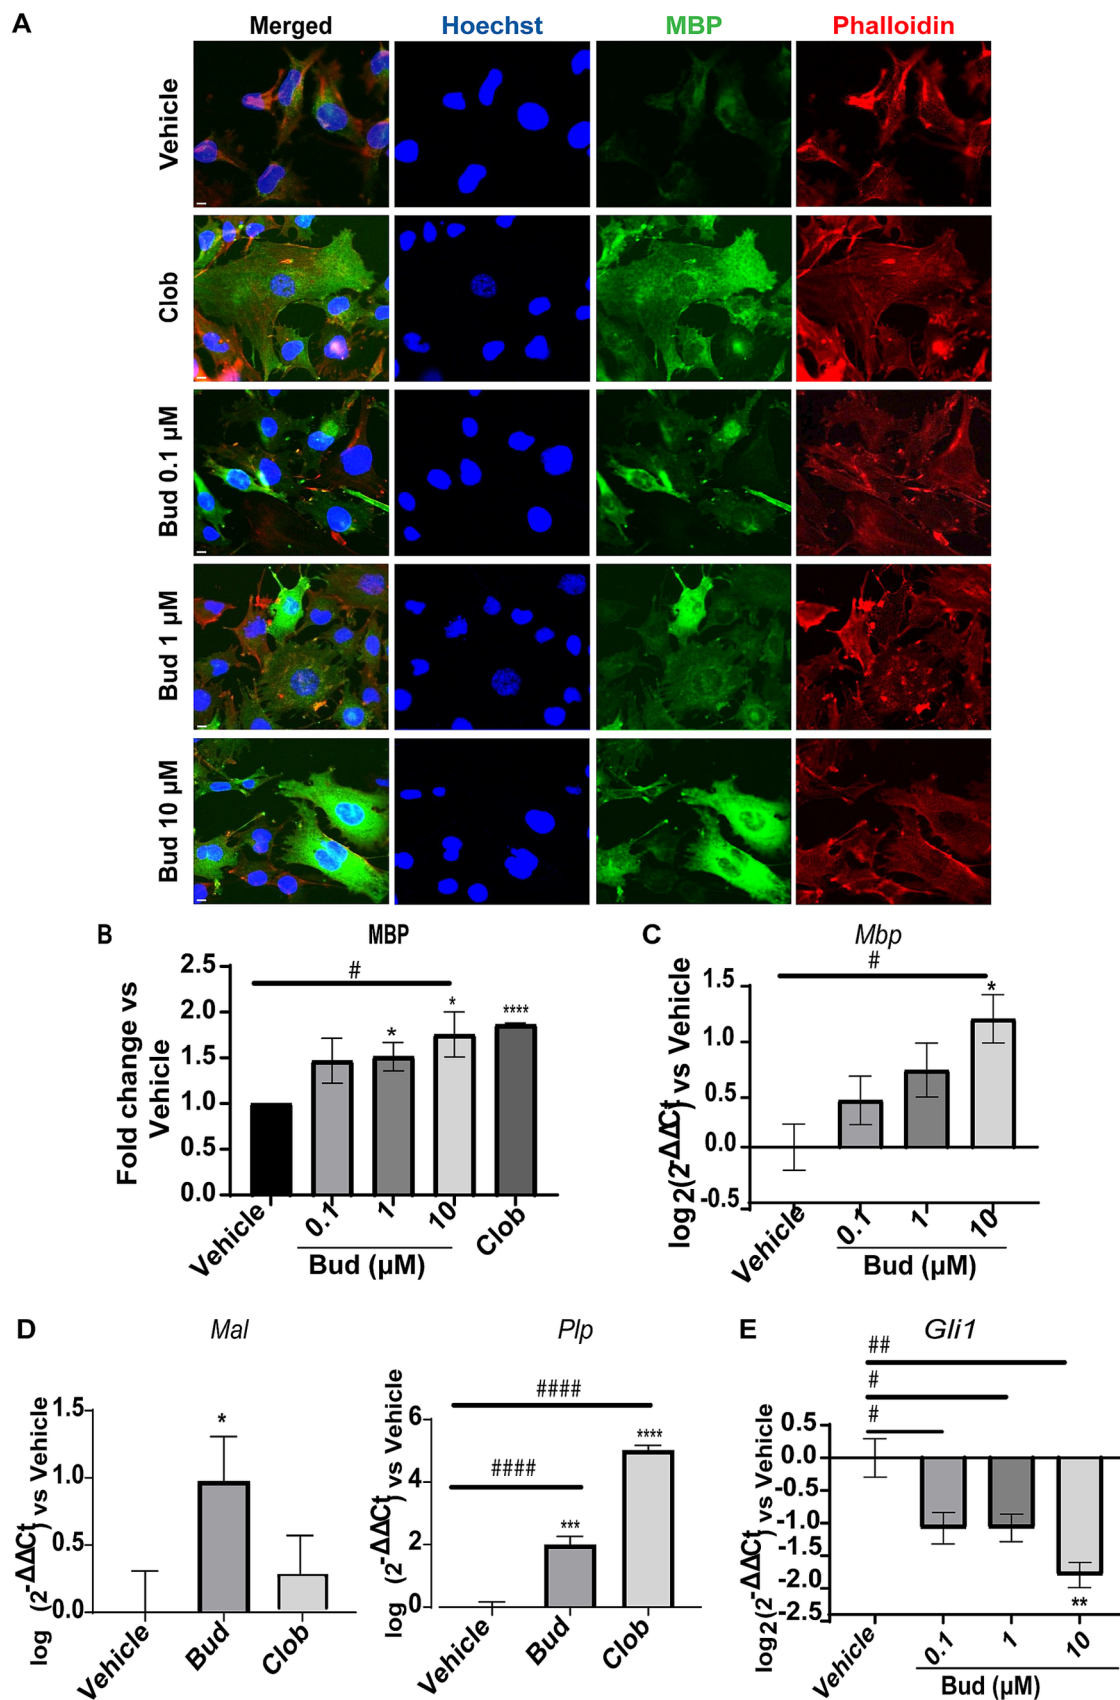 A
Merged Hoechst MBP Phalloidin
Vehicle
Clob
Bud 0.1 µM
Bud 1 µM
Bud 10 µM
B
MBP
#
* * ****
Fold change vs
Vehicle
2.5
2.0
1.5
1.0
0.5
0.0
Vehicle 0.1 1 10 Clob
Bud (µM)
C
Mbp
#
*
log2(2-ΔΔCt) vs Vehicle
1.5
1.0
0.5
0.0
-0.5
Vehicle 0.1 1 10
Bud (µM)
D
Mal
*
log (2-ΔΔCt) vs Vehicle
1.5
1.0
0.5
0.0
Vehicle Bud Clob
Plp
####
####
*** ****
log (2-ΔΔCt) vs Vehicle
6
4
2
0
Vehicle Bud Clob
E
Gli1
##
#
#
log2(2-ΔΔCt) vs Vehicle
0.5
0.0
-0.5
-1.0
-1.5
-2.0
-2.5
**
Vehicle 0.1 1 10
Bud (µM)